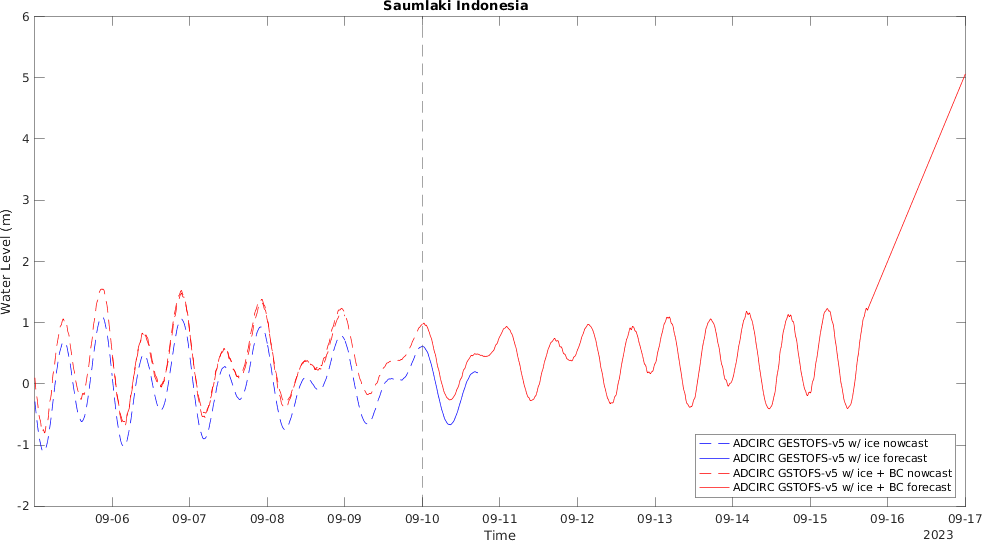 Saumlaki Indonesia
6
5
4
3
2
1
0
-1
-2
Water Level (m)
09-06 09-07 09-08 09-09 09-10 09-11 09-12 09-13 09-14 09-15 09-16 09-17
Time
2023
ADCIRC GESTOFS-v5 w/ ice nowcast
ADCIRC GESTOFS-v5 w/ ice forecast
ADCIRC GSTOFS-v5 w/ ice + BC nowcast
ADCIRC GSTOFS-v5 w/ ice + BC forecast